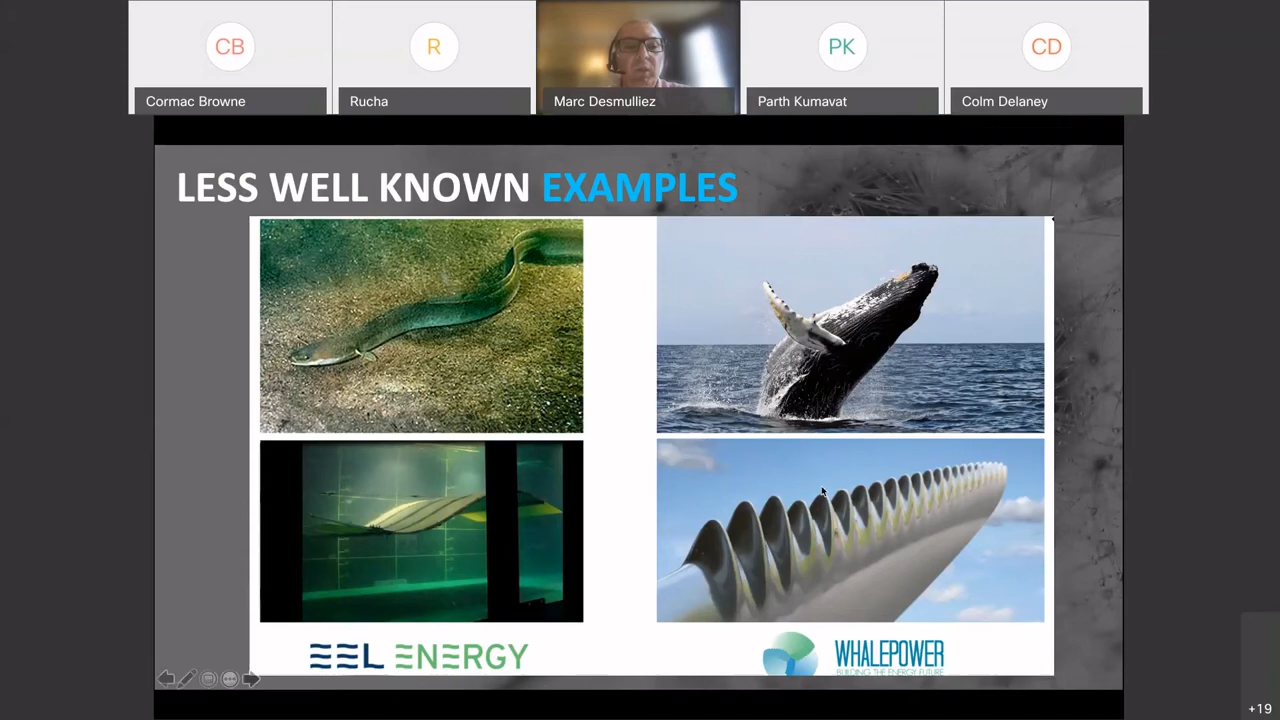 CB
R
PK
CD
Cormac Browne
Rucha
Marc Desmulliez
Parth Kumavat
Colm Delaney
LESS WELL KNOWN EXAMPLES
EEL ENERGY
WHALEPOWER
BUILDING THE ENERGY FUTURE
+19